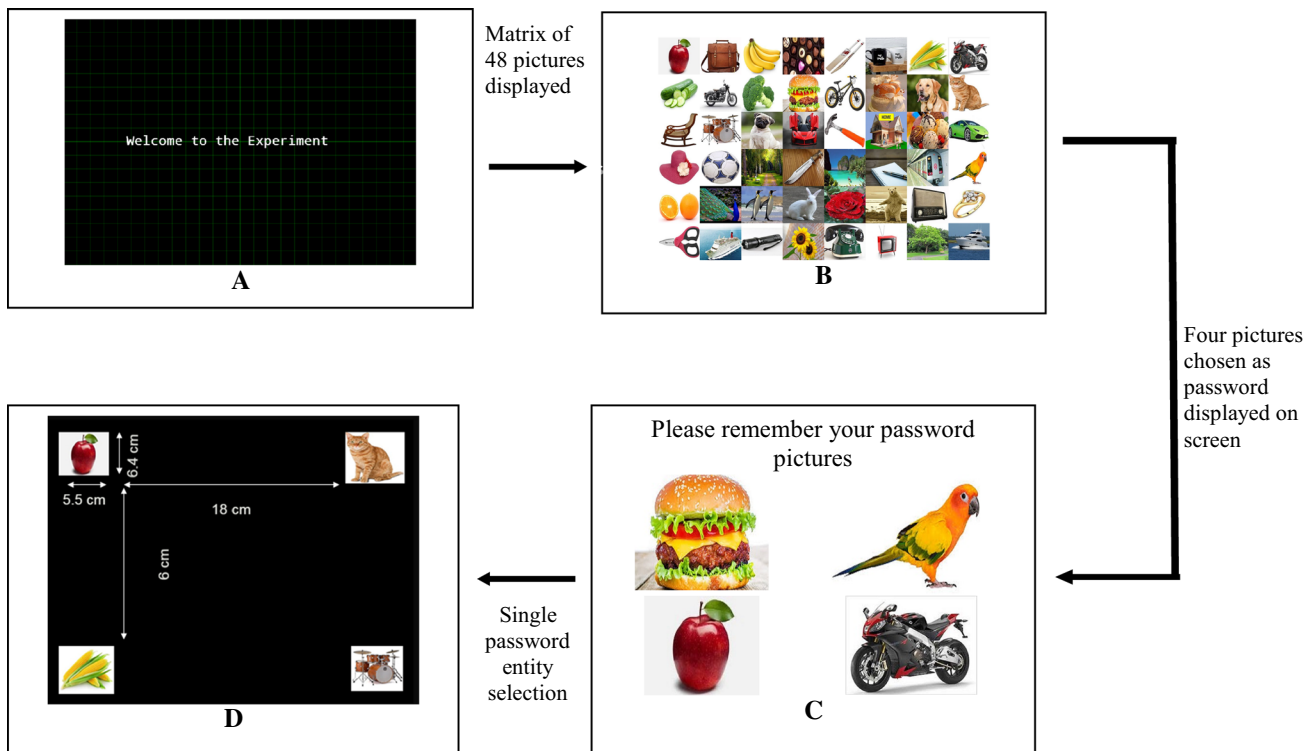 Welcome to the Experiment
A
Matrix of
48 pictures
displayed
HOME
B
Four pictures
chosen as
password
displayed on
screen
Please remember your password
pictures
C
Single
password
entity
selection
6.4 cm
5.5 cm
18 cm
6 cm
D